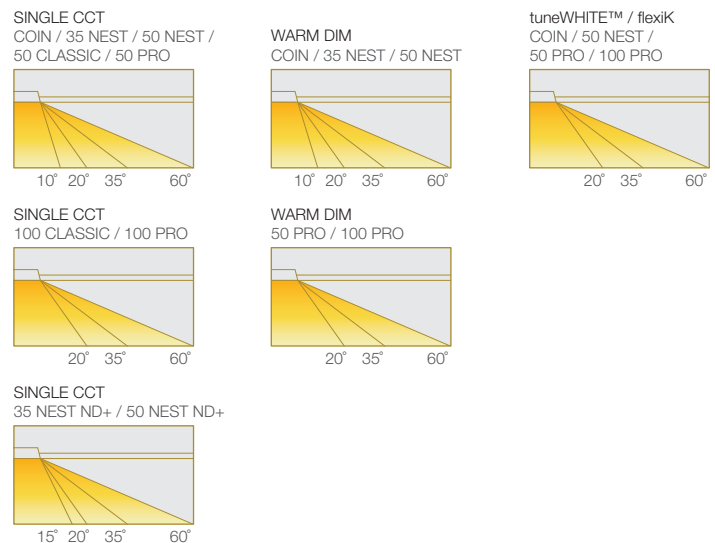 SINGLE CCT
COIN / 35 NEST / 50 NEST /
50 CLASSIC / 50 PRO
10˚ 20˚ 35˚ 60˚
WARM DIM
COIN / 35 NEST / 50 NEST
10˚ 20˚ 35˚ 60˚
tuneWHITE™ / flexiK
COIN / 50 NEST /
50 PRO / 100 PRO
20˚ 35˚ 60˚
SINGLE CCT
100 CLASSIC / 100 PRO
20˚ 35˚ 60˚
WARM DIM
50 PRO / 100 PRO
20˚ 35˚ 60˚
SINGLE CCT
35 NEST ND+ / 50 NEST ND+
15˚ 20˚ 35˚ 60˚